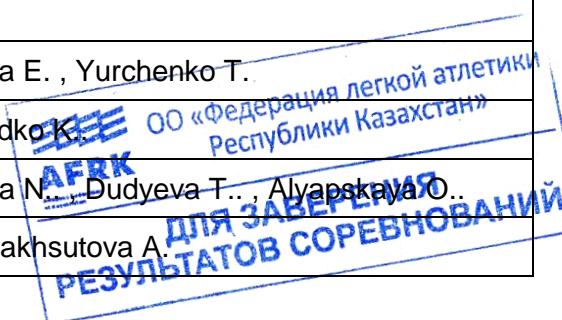 a E. , Yurchenko T.
dko K..
a N.. , Dudyeva T.. , Alyapskaya O..
akhsutova A.
AFRK
ОО «Федерация легкой атлетики
Республики Казахстан»
ДЛЯ ЗАВЕРЕНИЯ
РЕЗУЛЬТАТОВ СОРЕВНОВАНИЙ